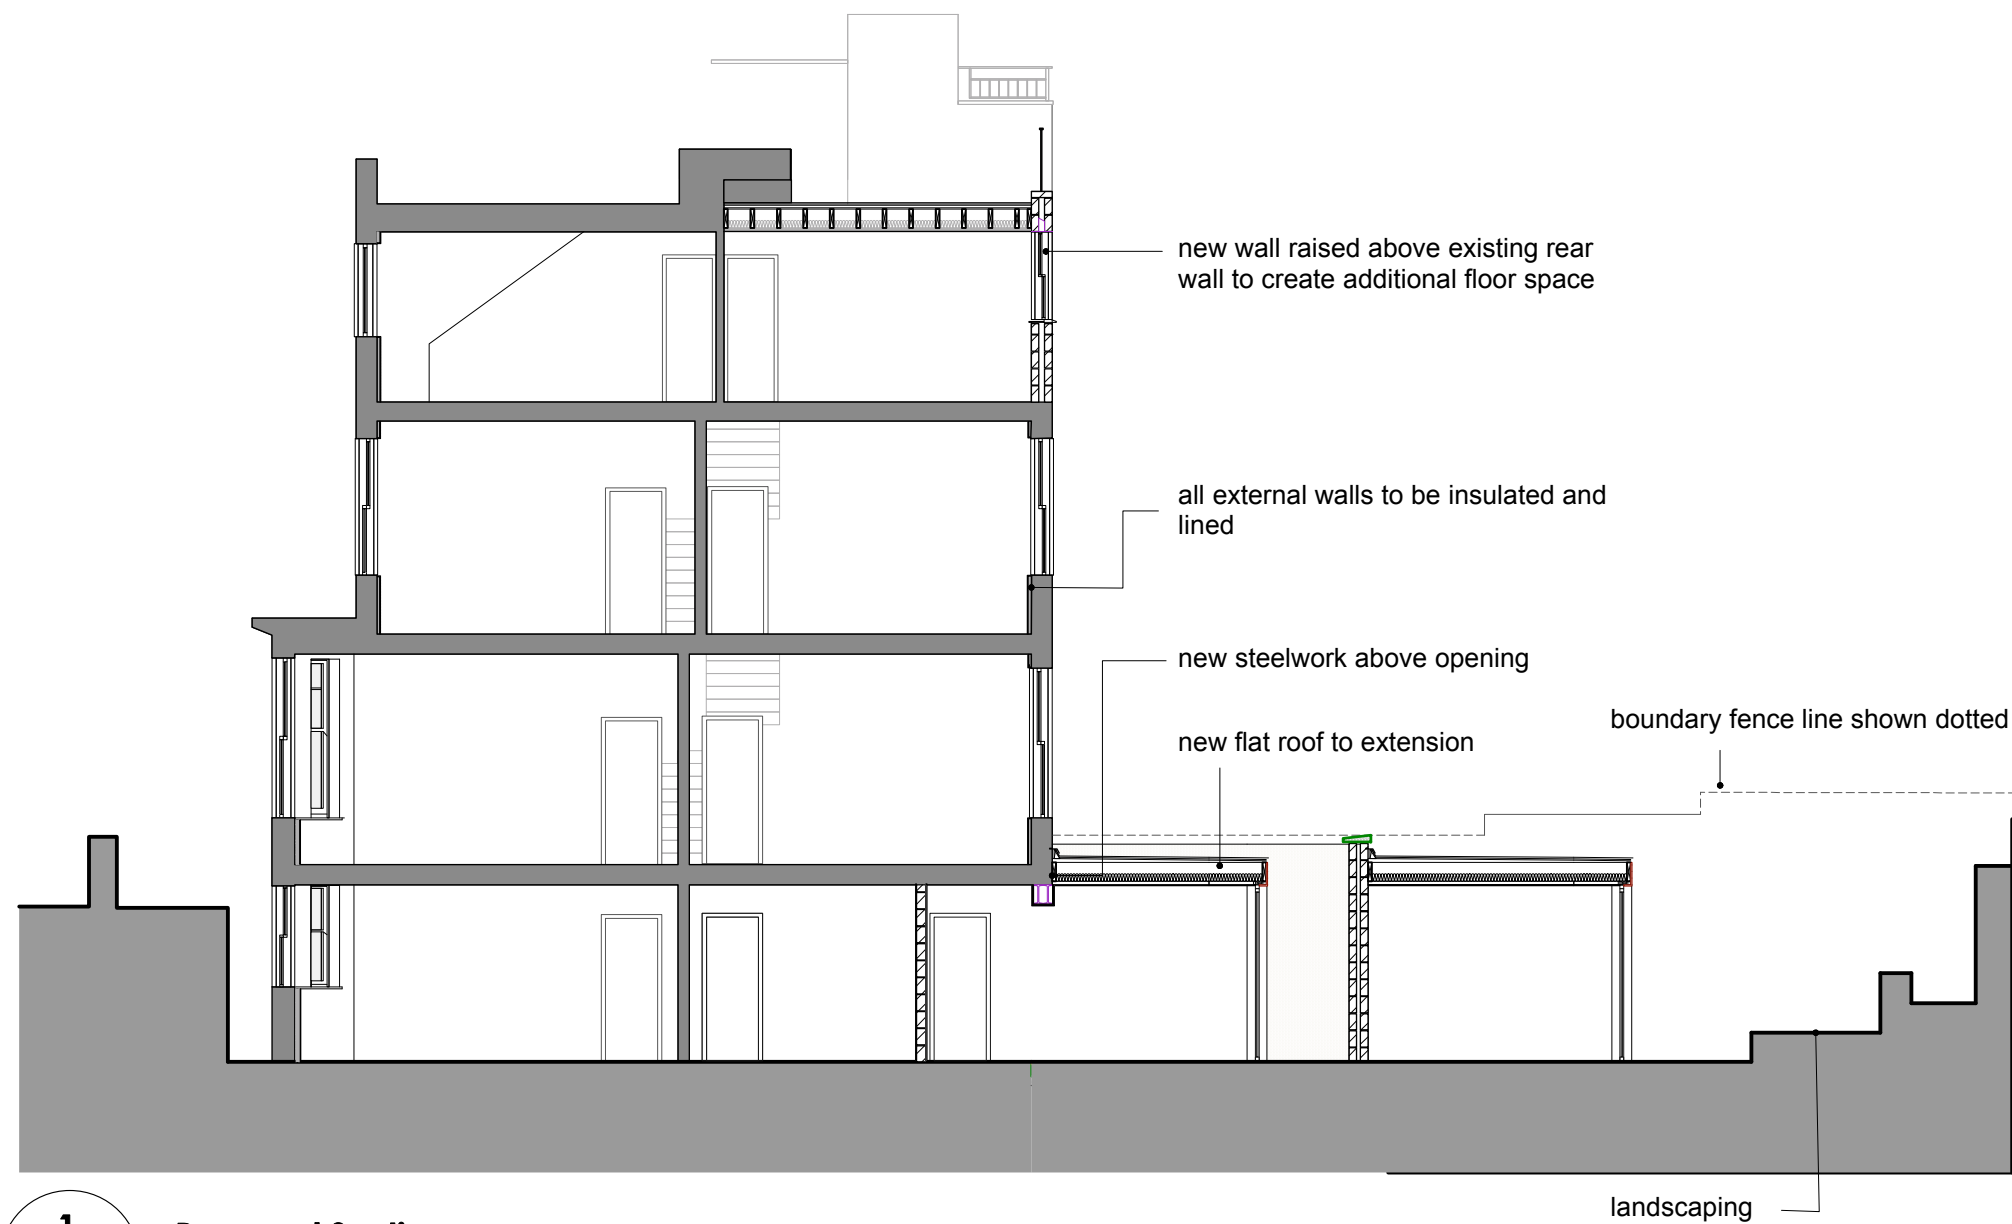 new wall raised above existing rear
wall to create additional floor space
all external walls to be insulated and
lined
new steelwork above opening
boundary fence line shown dotted
new flat roof to extension
landscaping
1